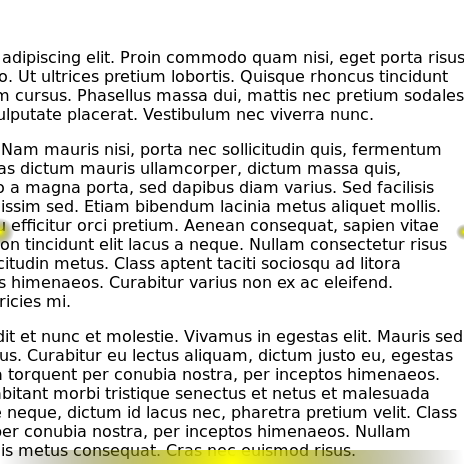 adipiscing elit. Proin commodo quam nisi, eget porta risus
o. Ut ultrices pretium lobortis. Quisque rhoncus tincidunt
m cursus. Phasellus massa dui, mattis nec pretium sodales
ulputate placerat. Vestibulum nec viverra nunc.
Nam mauris nisi, porta nec sollicitudin quis, fermentum
as dictum mauris ullamcorper, dictum massa quis,
a magna porta, sed dapibus diam varius. Sed facilisis
issim sed. Etiam bibendum lacinia metus aliquet mollis.
efficitur orci pretium. Aenean consequat, sapien vitae
on tincidunt elit lacus a neque. Nullam consectetur risus
citudin metus. Class aptent taciti sociosqu ad litora
s himenaeos. Curabitur varius non ex ac eleifend.
ricies mi.
dit et nunc et molestie. Vivamus in egestas elit. Mauris sed
us. Curabitur eu lectus aliquam, dictum justo eu, egestas
torquent per conubia nostra, per inceptos himenaeos.
abitant morbi tristique senectus et netus et malesuada
neque, dictum id lacus nec, pharetra pretium velit. Class
per conubia nostra, per inceptos himenaeos. Nullam
is metus consequat. Cras nec euismod risus.